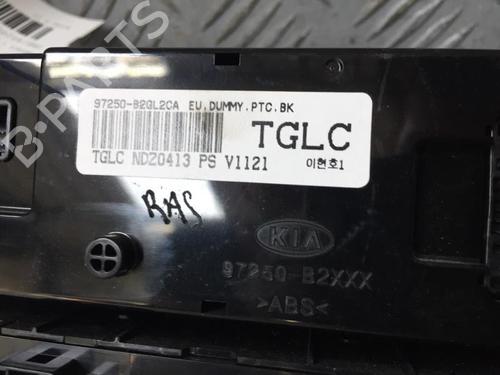 97250-B2GL2CA EU.DUMMY.PTC.BK
TGLC
TGLC ND20413 PS V1121
이현호1
RAS
KIA
97250-B2XXX
>ABS<
B-PARTS